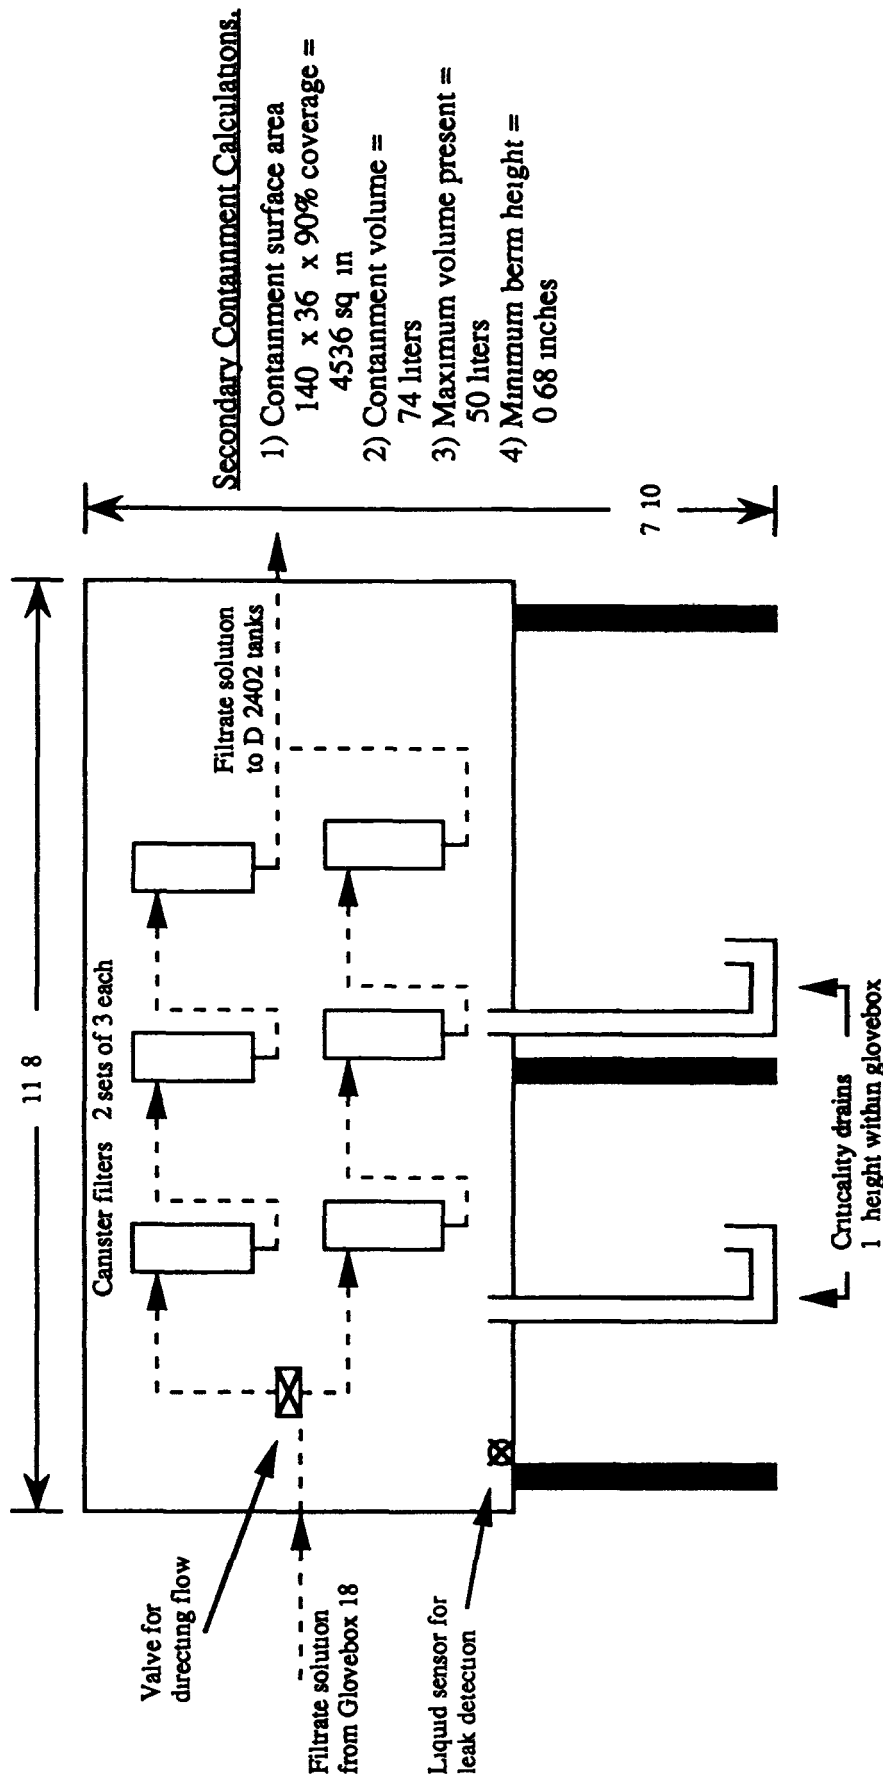 11 8
Canister filters 2 sets of 3 each
Valve for
directing flow
Filtrate solution
from Glovebox 18
Liquid sensor for
leak detection
Filtrate solution
to D 2402 tanks
7 10
Criticality drains
1 height within glovebox
Secondary Containment Calculations.
1) Containment surface area
140 x 36 x 90% coverage =
4536 sq in
2) Containment volume =
74 liters
3) Maximum volume present =
50 liters
4) Minimum berm height =
0 68 inches